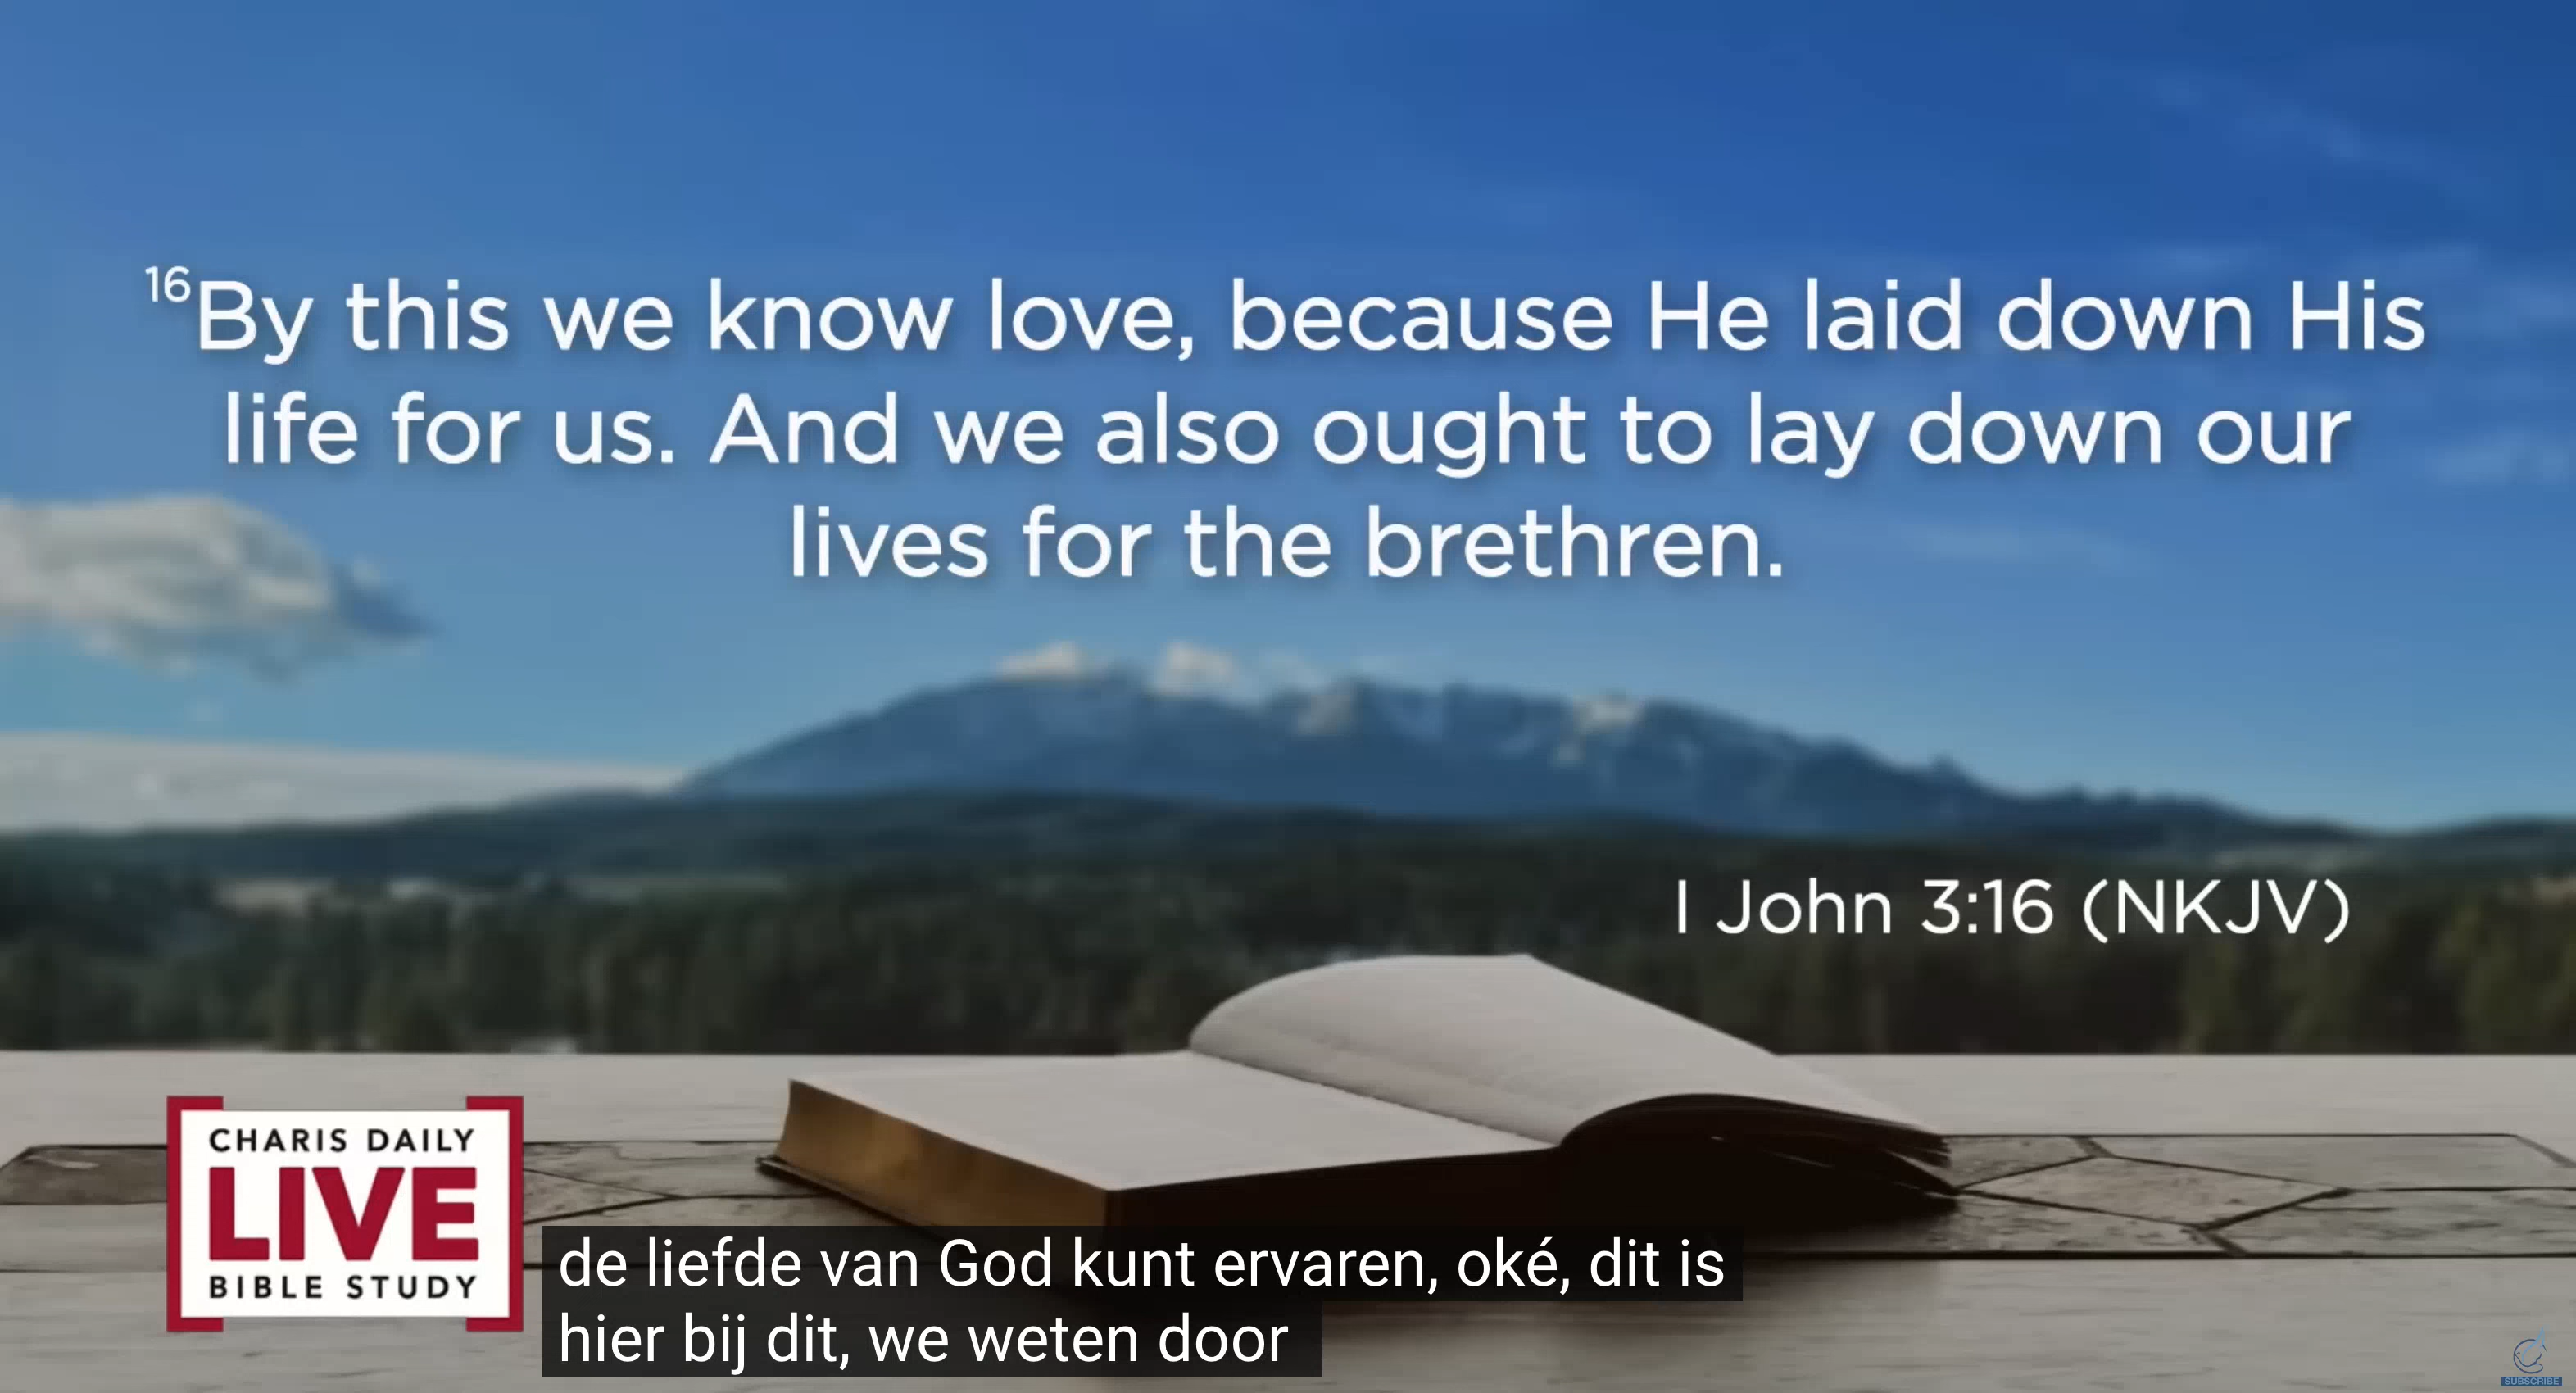 16By this we know love, because He laid down His
life for us. And we also ought to lay down our
lives for the brethren.
I John 3:16 (NKJV)
CHARIS DAILY
LIVE
BIBLE STUDY
de liefde van God kunt ervaren, oké, dit is
hier bij dit, we weten door
SUBSCRIBE